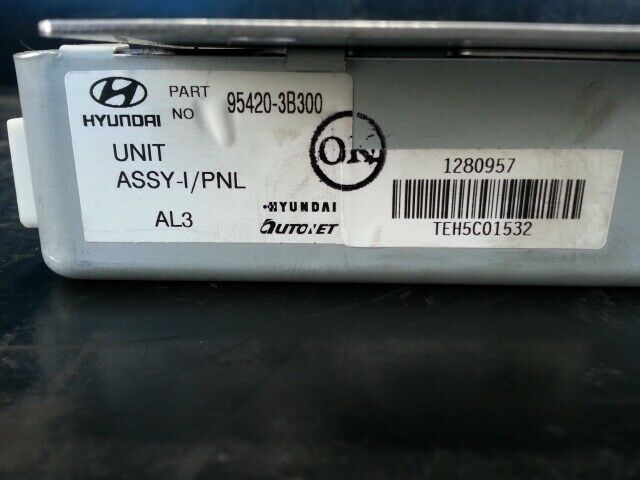 HYUNDAI
PART NO 95420-3B300
UNIT
ASSY-I/PNL
AL3
HYUNDAI
AUTONET
OK
1280957
TEH5C01532